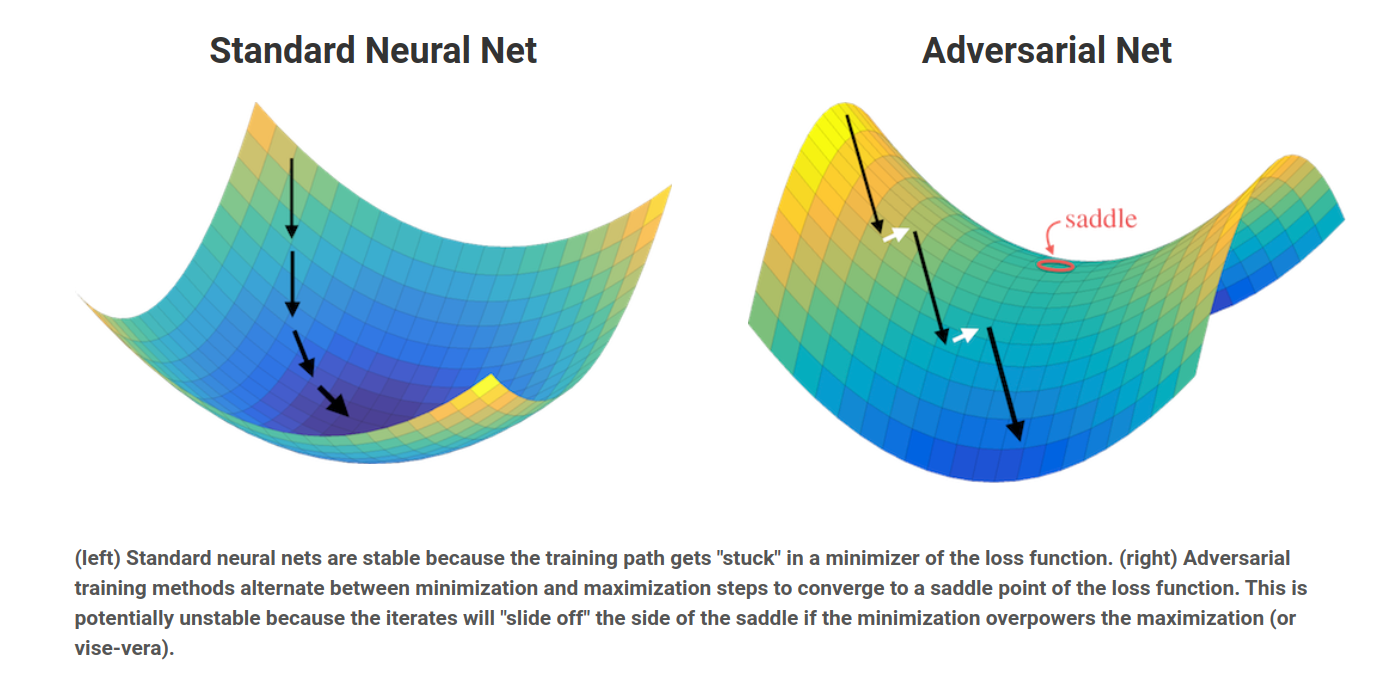 Standard Neural Net
Adversarial Net
saddle
(left) Standard neural nets are stable because the training path gets "stuck" in a minimizer of the loss function. (right) Adversarial
training methods alternate between minimization and maximization steps to converge to a saddle point of the loss function. This is
potentially unstable because the iterates will "slide off" the side of the saddle if the minimization overpowers the maximization (or
vise-vera).